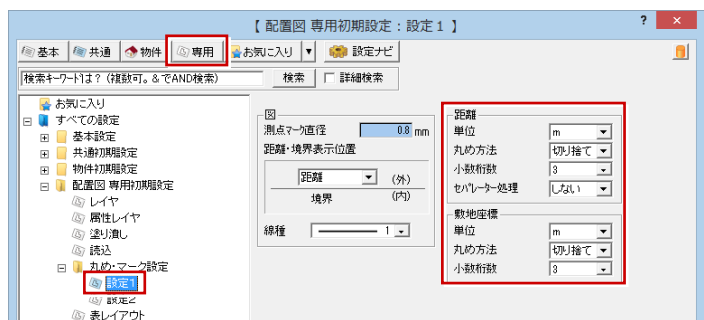 【 配置図 専用初期設定：設定１ 】
? ×
基本 共通 物件 専用 お気に入り ▼ 設定ナビ
検索キーワードは？（複数可。& でAND検索） 検索 詳細検索
お気に入り
すべての設定
基本設定
共通初期設定
物件初期設定
配置図 専用初期設定
レイヤ
属性レイヤ
塗り潰し
読込
丸め・マーク設定
設定1
設定2
表レイアウト
図
測点マーク直径 0.8 mm
距離・境界表示位置
距離 (外)
境界 (内)
線種 1
距離
単位 m
丸め方法 切り捨て
小数桁数 3
セパレーター処理 しない
敷地座標
単位 m
丸め方法 切り捨て
小数桁数 3